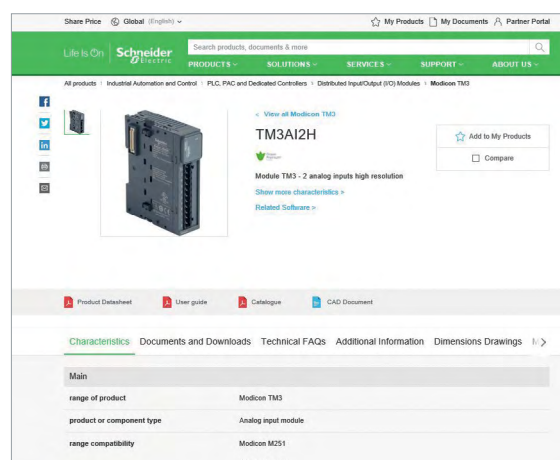 Share Price Global (English) My Products My Documents Partner Portal
Life Is On Schneider Electric
Search products, documents & more
PRODUCTS SOLUTIONS SERVICES SUPPORT ABOUT US
All products Industrial Automation and Control PLC, PAC and Dedicated Controllers Distributed Input/Output (I/O) Modules Modicon TM3
< View all Modicon TM3
TM3AI2H
Add to My Products
Compare
Module TM3 - 2 analog inputs high resolution
Show more characteristics >
Related Software >
Product Datasheet User guide Catalogue CAD Document
Characteristics Documents and Downloads Technical FAQs Additional Information Dimensions Drawings
Main
range of product Modicon TM3
product or component type Analog input module
range compatibility Modicon M251